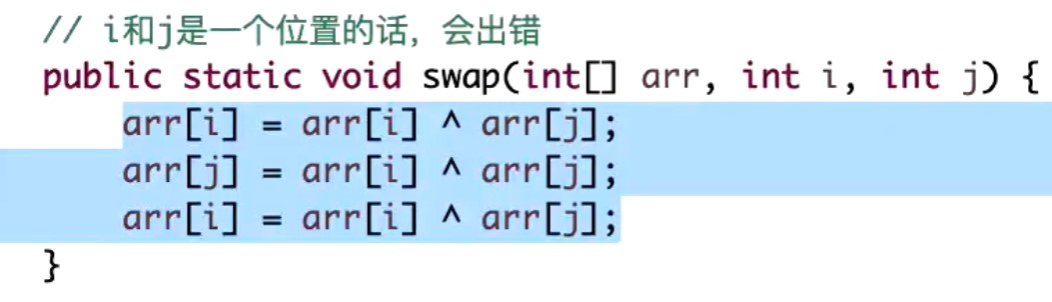 // i和j是一个位置的话，会出错
public static void swap(int[] arr, int i, int j) {
arr[i] = arr[i] ^ arr[j];
arr[j] = arr[i] ^ arr[j];
arr[i] = arr[i] ^ arr[j];
}